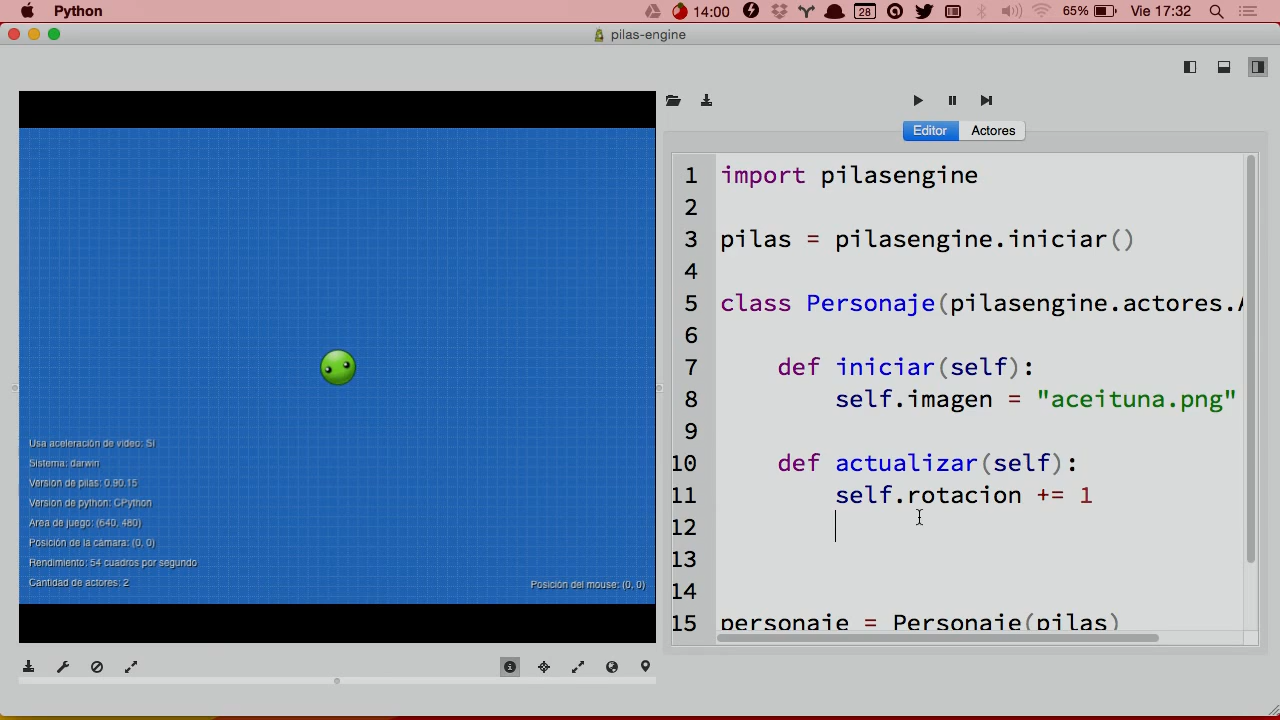 Python
14:00
28
65%
Vie 17:32
pilas-engine
Editor
Actores
1 import pilasengine
2
3 pilas = pilasengine.iniciar()
4
5 class Personaje(pilasengine.actores.
6
7 def iniciar(self):
8 self.imagen = "aceituna.png"
9
10 def actualizar(self):
11 self.rotacion += 1
12
13
14
15 personaje = Personaje(pilas)
Usa aceleración de video: Sí
Sistema: darwin
Versión de pilas: 0.90.15
Versión de python: CPython
Área de juego: (640, 480)
Posición de la cámara: (0, 0)
Rendimiento: 54 cuadros por segundo
Cantidad de actores: 2
Posición del mouse: (0, 0)